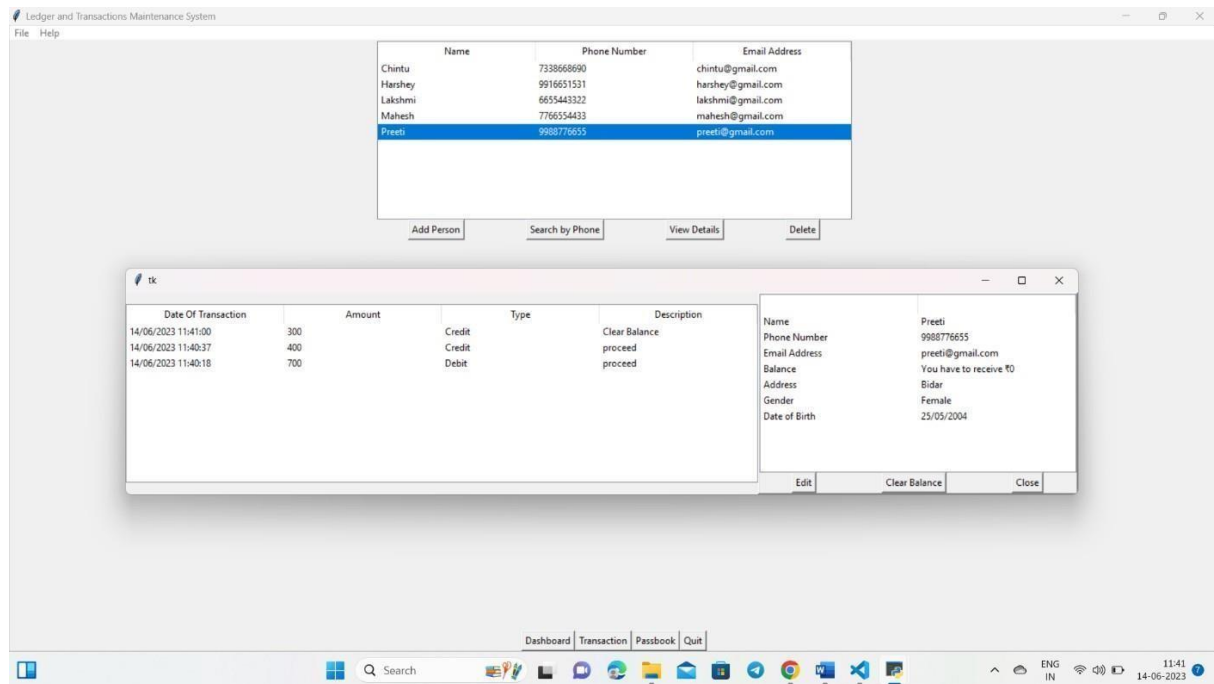 Ledger and Transactions Maintenance System
File Help
Name Phone Number Email Address
Chintu 7338668690 chintu@gmail.com
Harshey 9916651531 harshey@gmail.com
Lakshmi 6655443322 lakshmi@gmail.com
Mahesh 7766554433 mahesh@gmail.com
Preeti 9988776655 preeti@gmail.com
Add Person Search by Phone View Details Delete
tk
Date Of Transaction Amount Type Description
14/06/2023 11:41:00 300 Credit Clear Balance
14/06/2023 11:40:37 400 Credit proceed
14/06/2023 11:40:18 700 Debit proceed
Name Preeti
Phone Number 9988776655
Email Address preeti@gmail.com
Balance You have to receive ₹0
Address Bidar
Gender Female
Date of Birth 25/05/2004
Edit Clear Balance Close
Dashboard Transaction Passbook Quit
Search
ENG
IN
11:41
14-06-2023
7